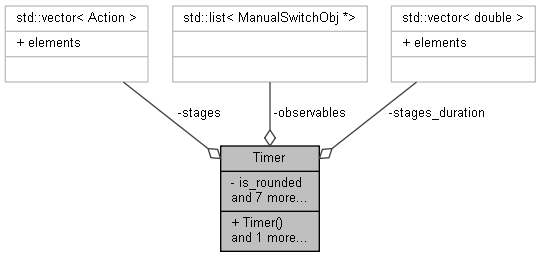 std::vector< Action >
+ elements
std::list< ManualSwitchObj *>
std::vector< double >
+ elements
-stages
-observables
-stages_duration
Timer
- is_rounded
and 7 more...
+ Timer()
and 1 more...